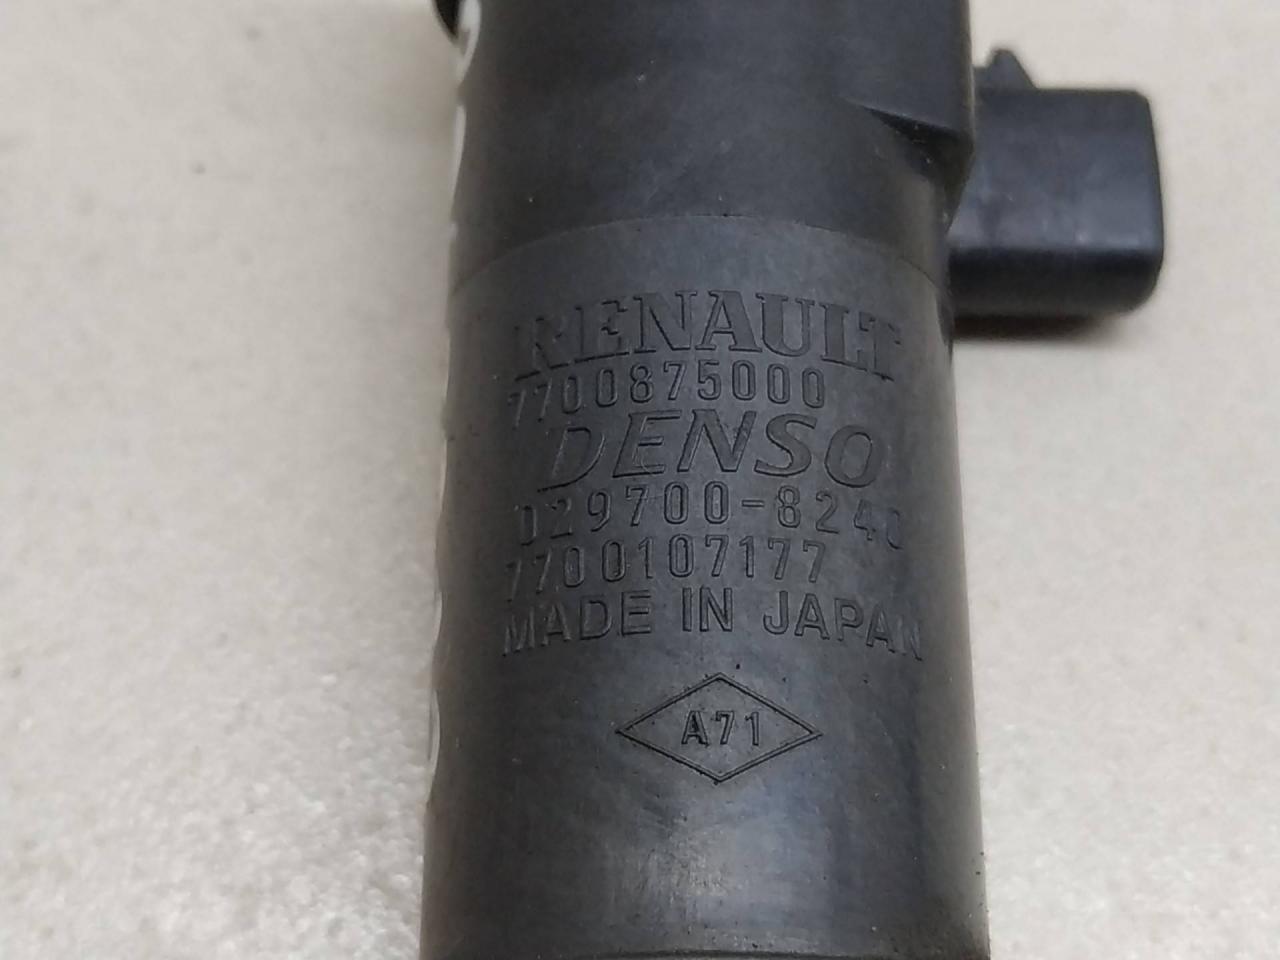 RENAULT
7700875000
DENSO
029700-8240
7700107177
MADE IN JAPAN
A71